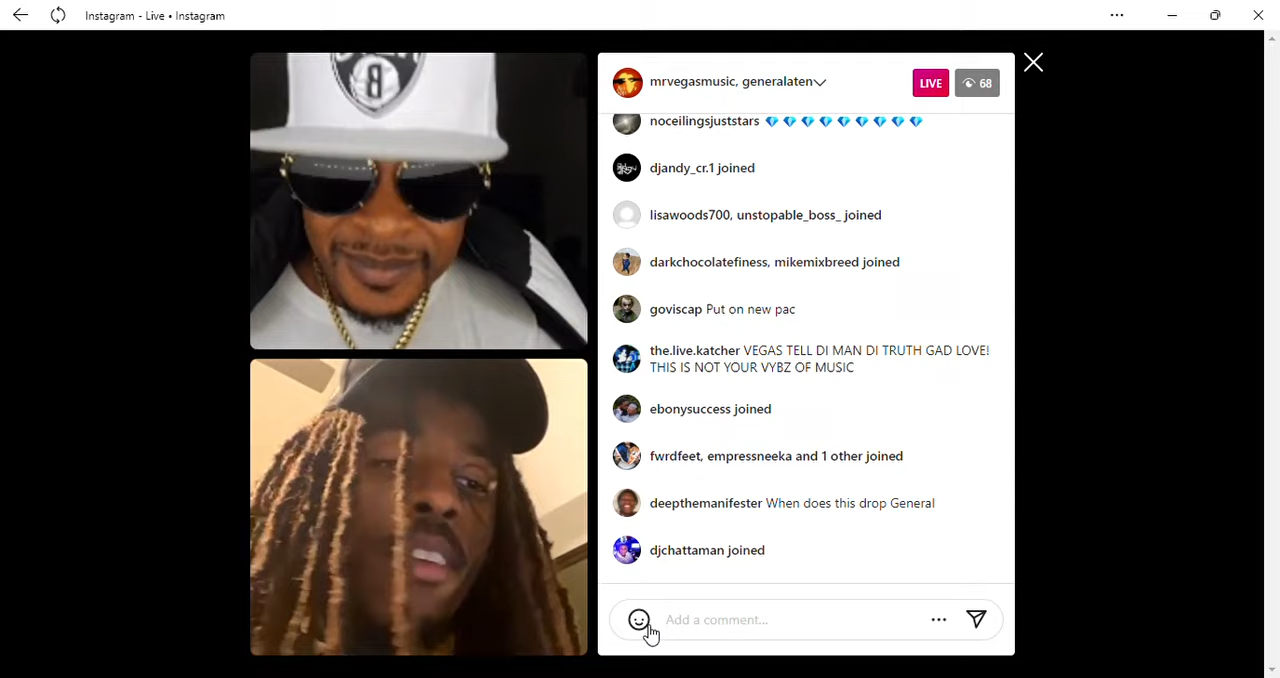 Instagram - Live • Instagram
B
mrvegasmusic, generalaten
LIVE
68
noceilingsjuststars 💎 💎 💎 💎 💎 💎 💎 💎 💎
djandy_cr.1 joined
lisawoods700, unstopable_boss_ joined
darkchocolatefiness, mikemixbreed joined
goviscap Put on new pac
the.live.katcher VEGAS TELL DI MAN DI TRUTH GAD LOVE!
THIS IS NOT YOUR VYBZ OF MUSIC
ebonysuccess joined
fwrdfeet, empressneeka and 1 other joined
deepthemanifester When does this drop General
djchattaman joined
Add a comment...